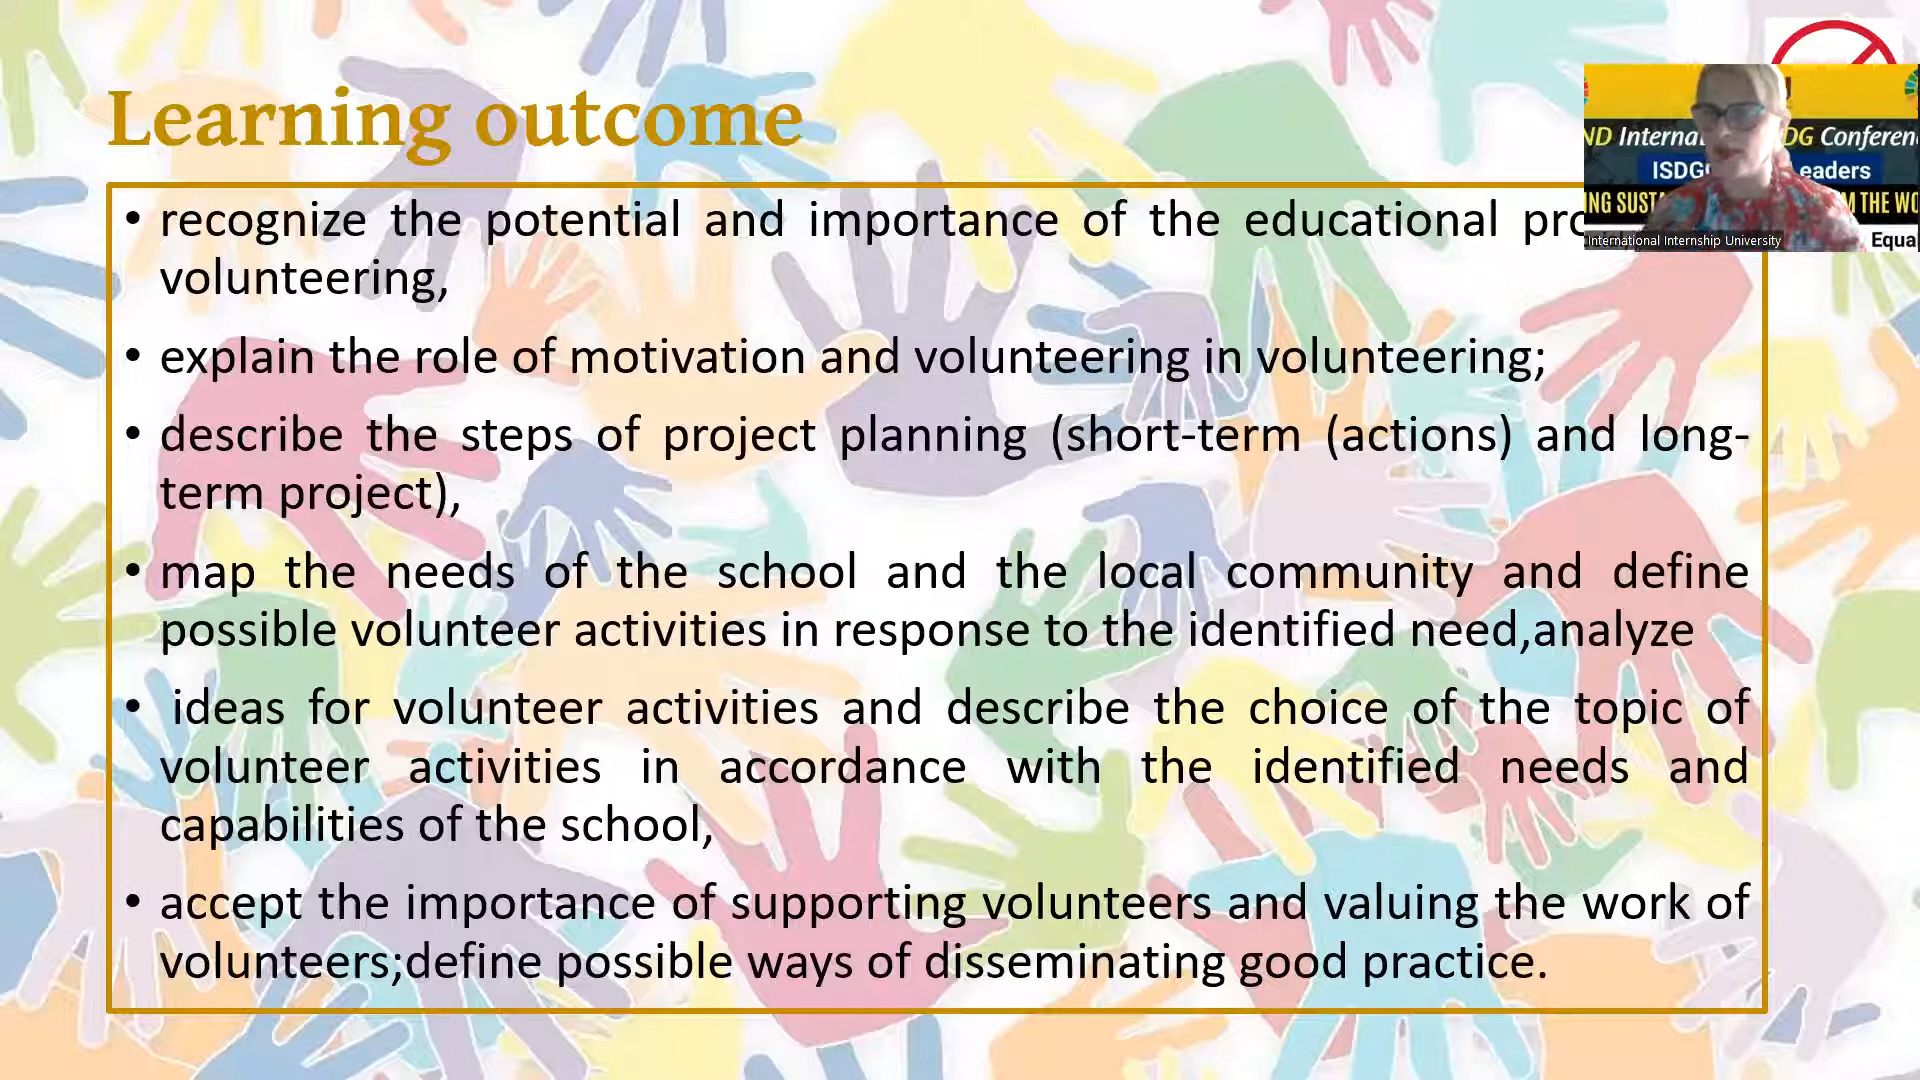 Learning outcome
• recognize the potential and importance of the educational
volunteering,
• explain the role of motivation and volunteering in volunteering;
• describe the steps of project planning (short-term (actions) and long-
term project),
• map the needs of the school and the local community and define
possible volunteer activities in response to the identified need,analyze
• ideas for volunteer activities and describe the choice of the topic of
volunteer activities in accordance with the identified needs and
capabilities of the school,
• accept the importance of supporting volunteers and valuing the work of
volunteers;define possible ways of disseminating good practice.
ND Interna DG Conferen
ISDG eaders
ING SUST M THE WO
International Internship University
Equa